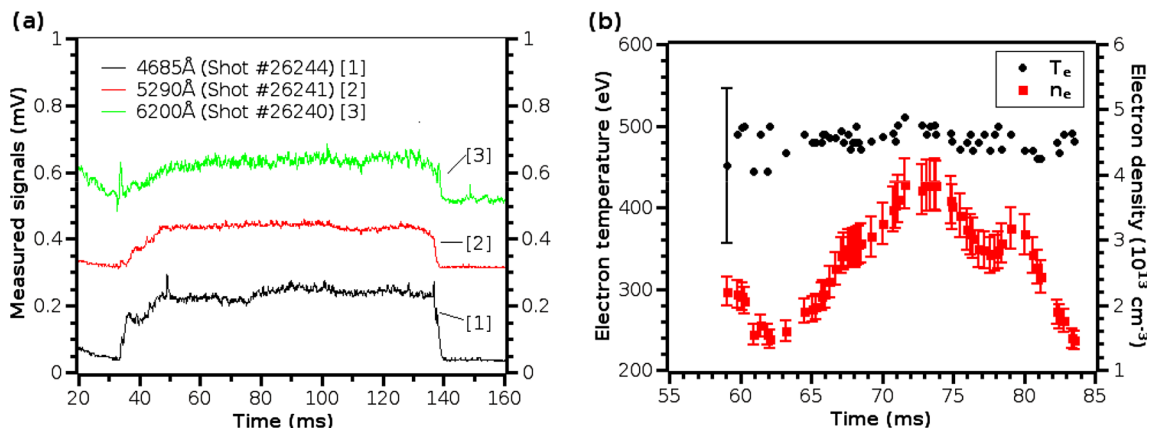 (a)
Measured signals (mV)
1
0.8
0.6
0.4
0.2
0
1
0.8
0.6
0.4
0.2
0
4685Å (Shot #26244) [1]
5290Å (Shot #26241) [2]
6200Å (Shot #26240) [3]
[3]
[2]
[1]
20 40 60 80 100 120 140 160
Time (ms)
(b)
Electron temperature (eV)
600
500
400
300
200
Te
ne
6
5
4
3
2
1
Electron density (10¹³ cm⁻³)
55 60 65 70 75 80 85
Time (ms)